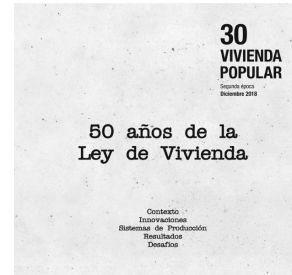 30
VIVIENDA
POPULAR
Segunda época
Diciembre 2018
50 años de la
Ley de Vivienda
Contexto
Innovaciones
Sistemas de Producción
Resultados
Desafíos